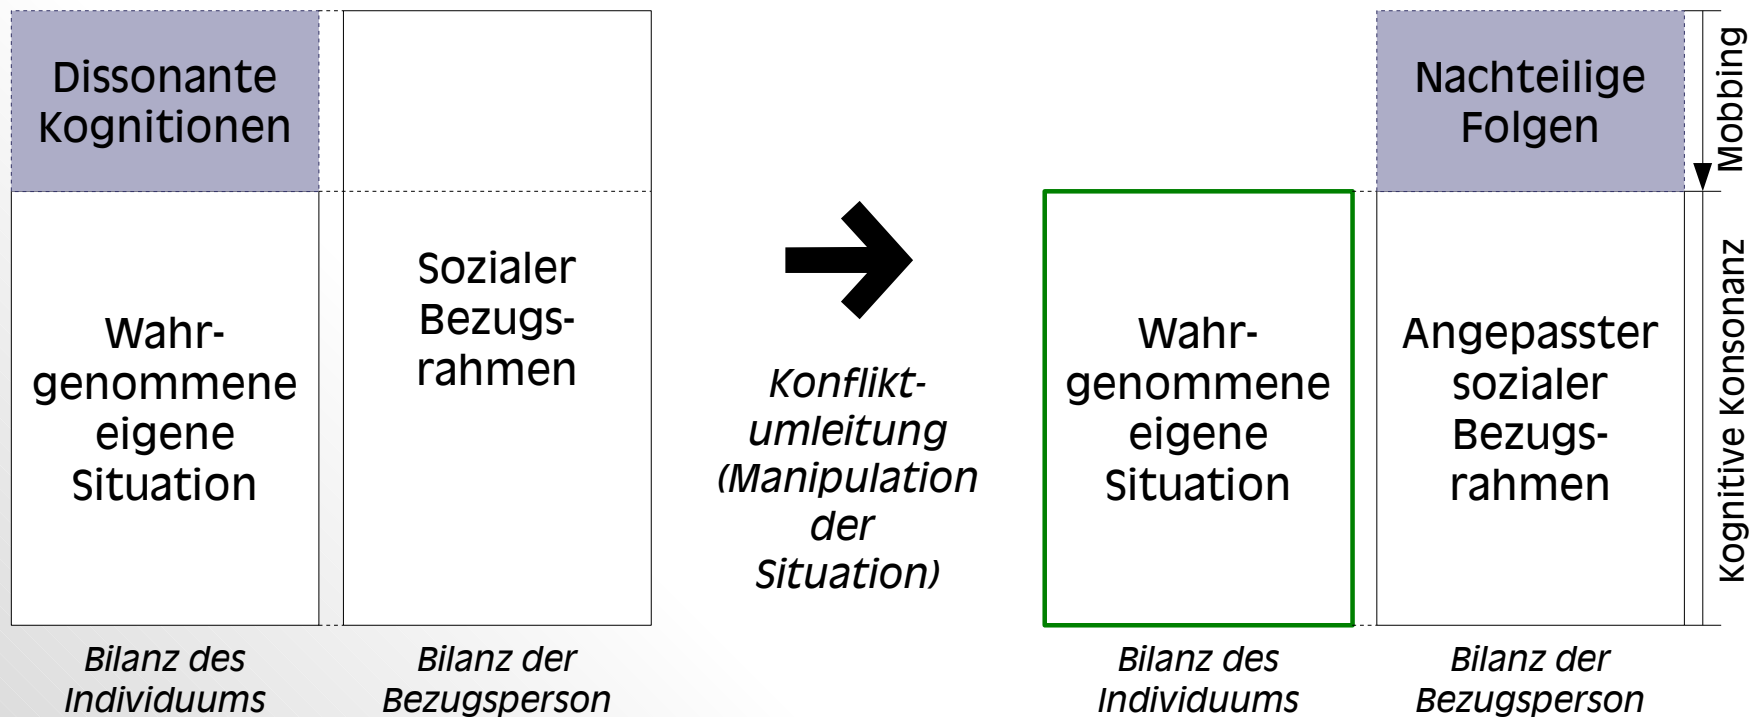 Dissonante
Kognitionen
Wahr-
genommene
eigene
Situation
Bilanz des
Individuums
Sozialer
Bezugs-
rahmen
Bilanz der
Bezugsperson
Konflikt-
umleitung
(Manipulation
der
Situation)
Wahr-
genommene
eigene
Situation
Bilanz des
Individuums
Nachteilige
Folgen
Angepasster
sozialer
Bezugs-
rahmen
Bilanz der
Bezugsperson
Mobbing
Kognitive Konsonanz